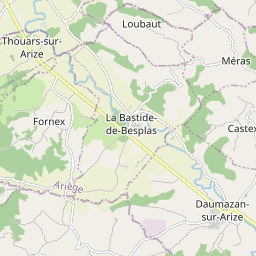 Loubaut
Thouars-sur-
Arize
Méras
Fornex
La Bastide-
de-Besplas
Castex
Ariège
Daumazan-
sur-Arize